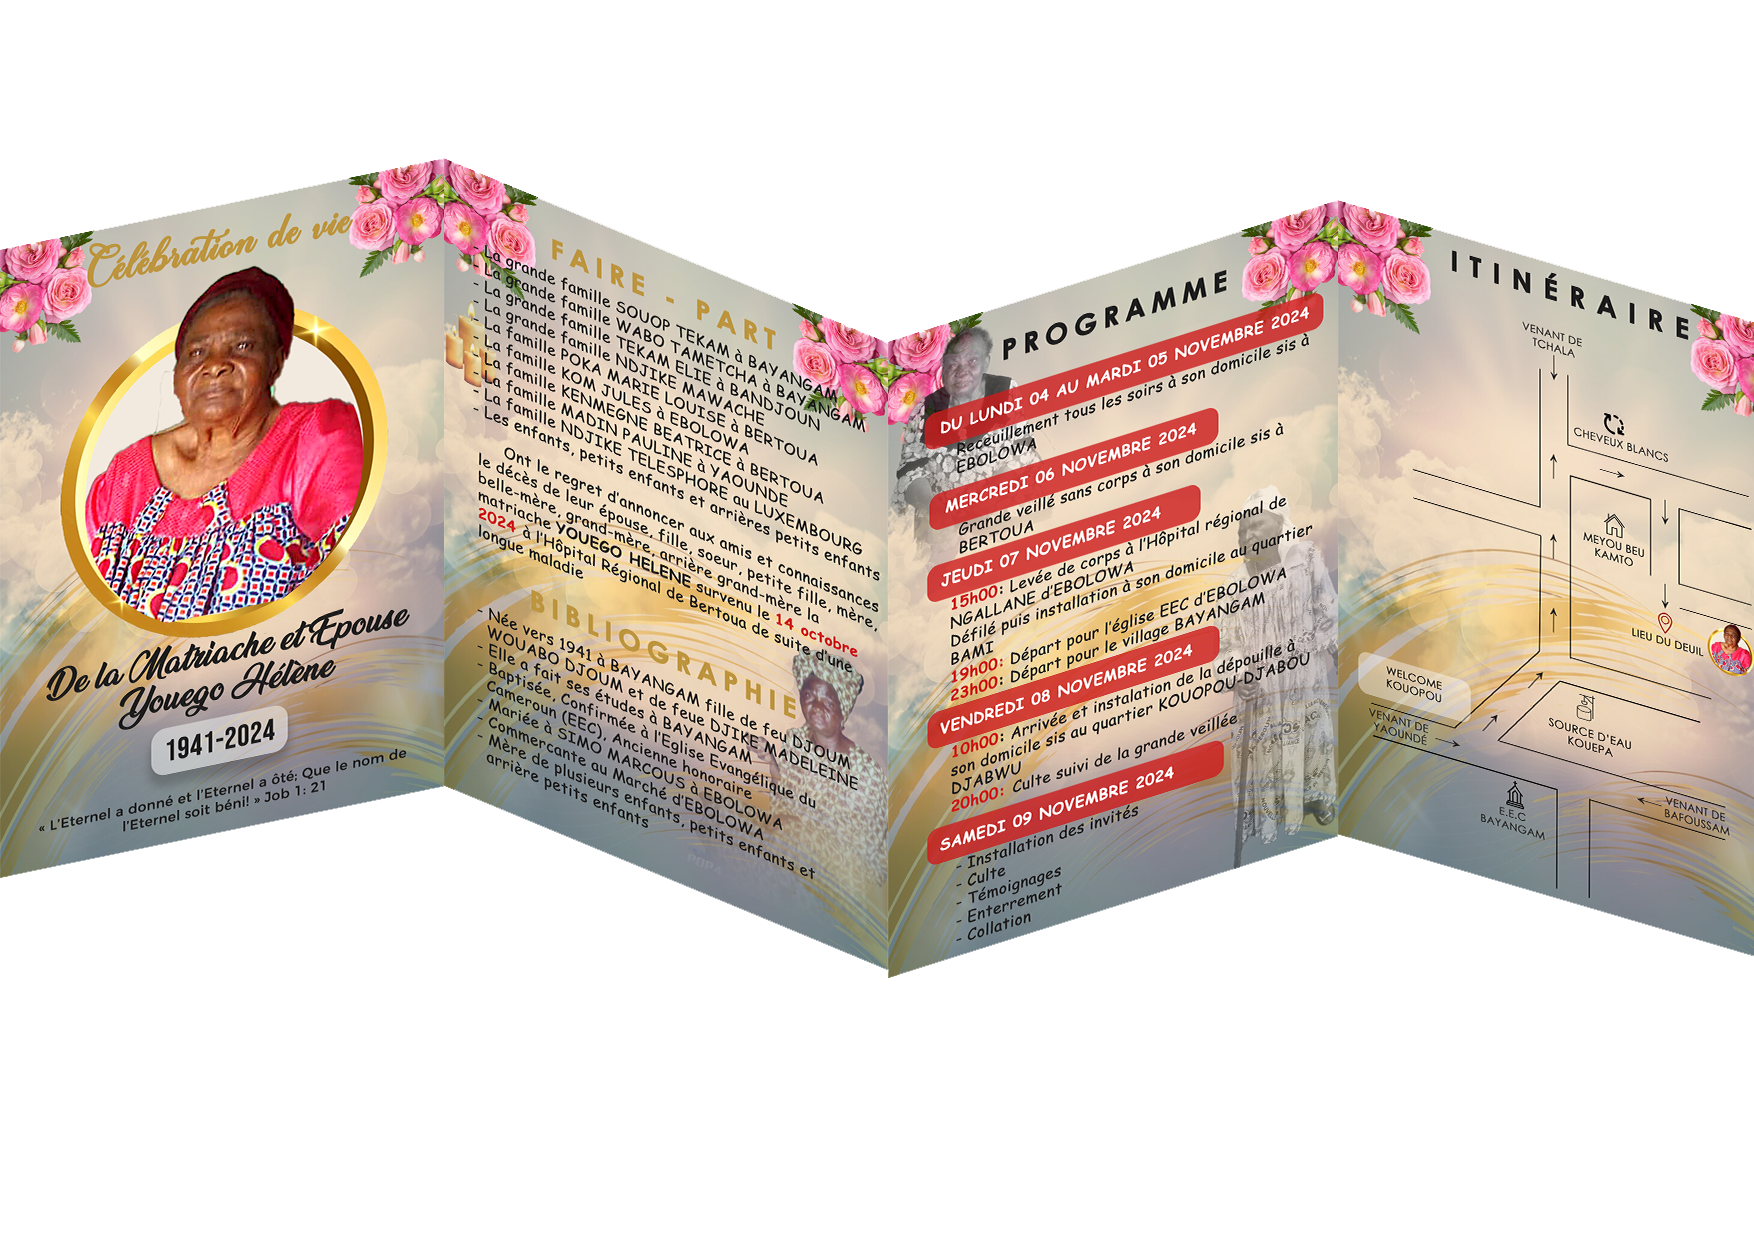 Célébration de vie
De la Matriache et Epouse
Youego Hélène
1941-2024
« L'Eternel a donné et l'Eternel a ôté; Que le nom de
l'Eternel soit béni! » Job 1: 21
FAIRE - PART
- La grande famille SOUOP TEKAM à BAYANGAM
- La grande famille WABO TAMETCHA à BAYANGAM
- La grande famille TEKAM ELIE à BANDJOUN
- La grande famille NDJIKE MAWACHE
- La famille POKA MARIE LOUISE à BERTOUA
- La famille KOM JULES à EBOLOWA
- La famille KENMEGNE BEATRICE à BERTOUA
- La famille MADIN PAULINE à YAOUNDE
- La famille NDJIKE TELESPHORE au LUXEMBOURG
- Les enfants, petits enfants et arrières petits enfants
Ont le regret d'annoncer aux amis et connaissances
le décès de leur épouse, fille, soeur, petite fille, mère,
belle-mère, grand-mère, arrière grand-mère la
matriache YOUEGO HELENE survenu le 14 octobre
2024 à l'Hôpital Régional de Bertoua de suite d'une
longue maladie
BIBLIOGRAPHIE
- Née vers 1941 à BAYANGAM fille de feu DJOUM
WOUABO DJOUM et de feue DJIKE MADELEINE
- Elle a fait ses études à BAYANGAM
- Baptisée, Confirmée à l'Eglise Evangélique du
Cameroun (EEC), Ancienne honoraire
- Mariée à SIMO MARCOUS à EBOLOWA
- Commercante au Marché d'EBOLOWA
- Mère de plusieurs enfants, petits enfants et
arrière petits enfants
PROGRAMME
DU LUNDI 04 AU MARDI 05 NOVEMBRE 2024
Receuillement tous les soirs à son domicile sis à
EBOLOWA
MERCREDI 06 NOVEMBRE 2024
Grande veillé sans corps à son domicile sis à
BERTOUA
JEUDI 07 NOVEMBRE 2024
15h00: Levée de corps à l'Hôpital régional de
NGALLANE d'EBOLOWA
Défilé puis installation à son domicile au quartier
BAMI
19h00: Départ pour l'église EEC d'EBOLOWA
23h00: Départ pour le village BAYANGAM
VENDREDI 08 NOVEMBRE 2024
10h00: Arrivée et instalation de la dépouille à
son domicile sis au quartier KOUOPOU-DJABOU
DJABWU
20h00: Culte suivi de la grande veillée
SAMEDI 09 NOVEMBRE 2024
- Installation des invités
- Culte
- Témoignages
- Enterrement
- Collation
ITINÉRAIRE
VENANT DE
TCHALA
CHEVEUX BLANCS
MEYOU BEU
KAMTO
LIEU DU DEUIL
WELCOME
KOUOPOU
VENANT DE
YAOUNDÉ
SOURCE D'EAU
KOUEPA
E.E.C
BAYANGAM
VENANT DE
BAFOUSSAM